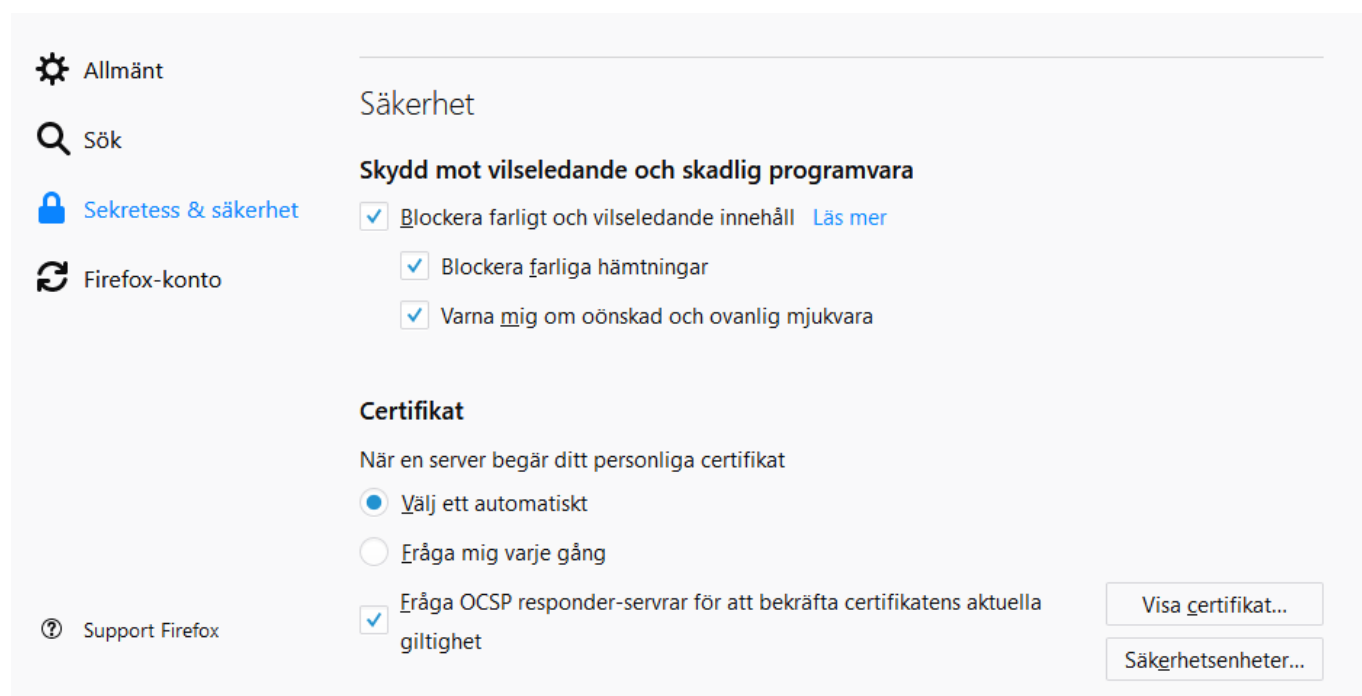 Allmänt
Sök
Sekretess & säkerhet
Firefox-konto
Support Firefox
Säkerhet
Skydd mot vilseledande och skadlig programvara
Blockera farligt och vilseledande innehåll Läs mer
Blockera farliga hämtningar
Varna mig om oönskad och ovanlig mjukvara
Certifikat
När en server begär ditt personliga certifikat
Välj ett automatiskt
Fråga mig varje gång
Fråga OCSP responder-servrar för att bekräfta certifikatens aktuella
giltighet
Visa certifikat...
Säkerhetsenheter...